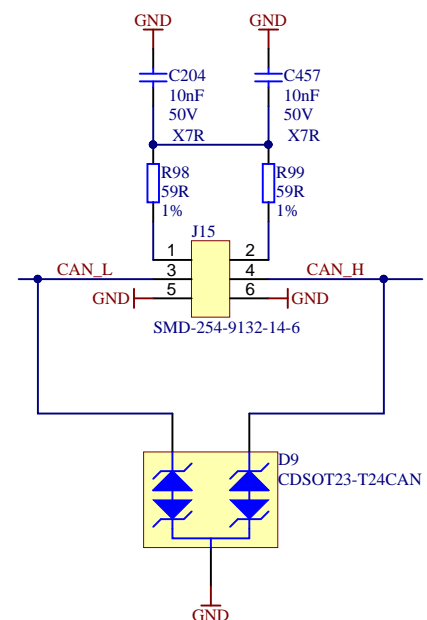 GND GND
C204 C457
10nF 10nF
50V 50V
X7R X7R
R98 R99
59R 59R
1% 1%
J15
1 2
CAN_L 3 4 CAN_H
GND 5 6 GND
SMD-254-9132-14-6
D9
CDSOT23-T24CAN
GND